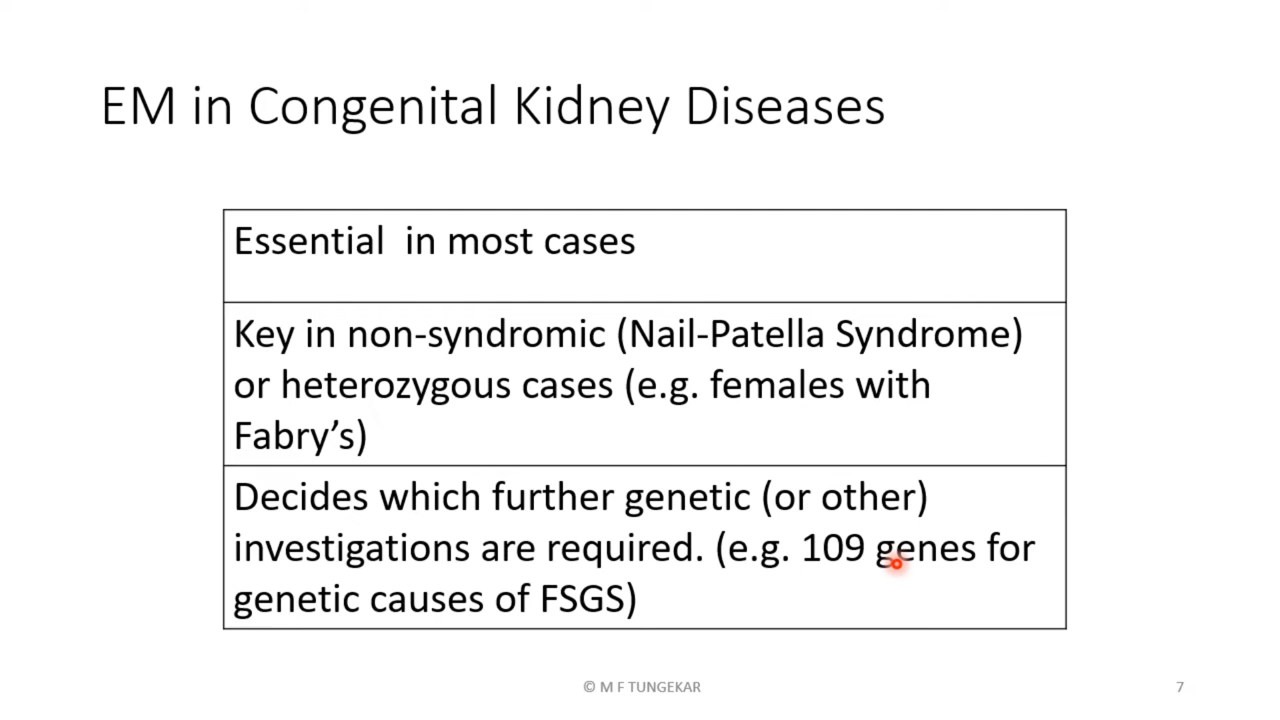 EM in Congenital Kidney Diseases
Essential  in most cases
Key in non-syndromic (Nail-Patella Syndrome)
or heterozygous cases (e.g. females with
Fabry’s)
Decides which further genetic (or other)
investigations are required. (e.g. 109 genes for
genetic causes of FSGS)
© M F TUNGEKAR
7